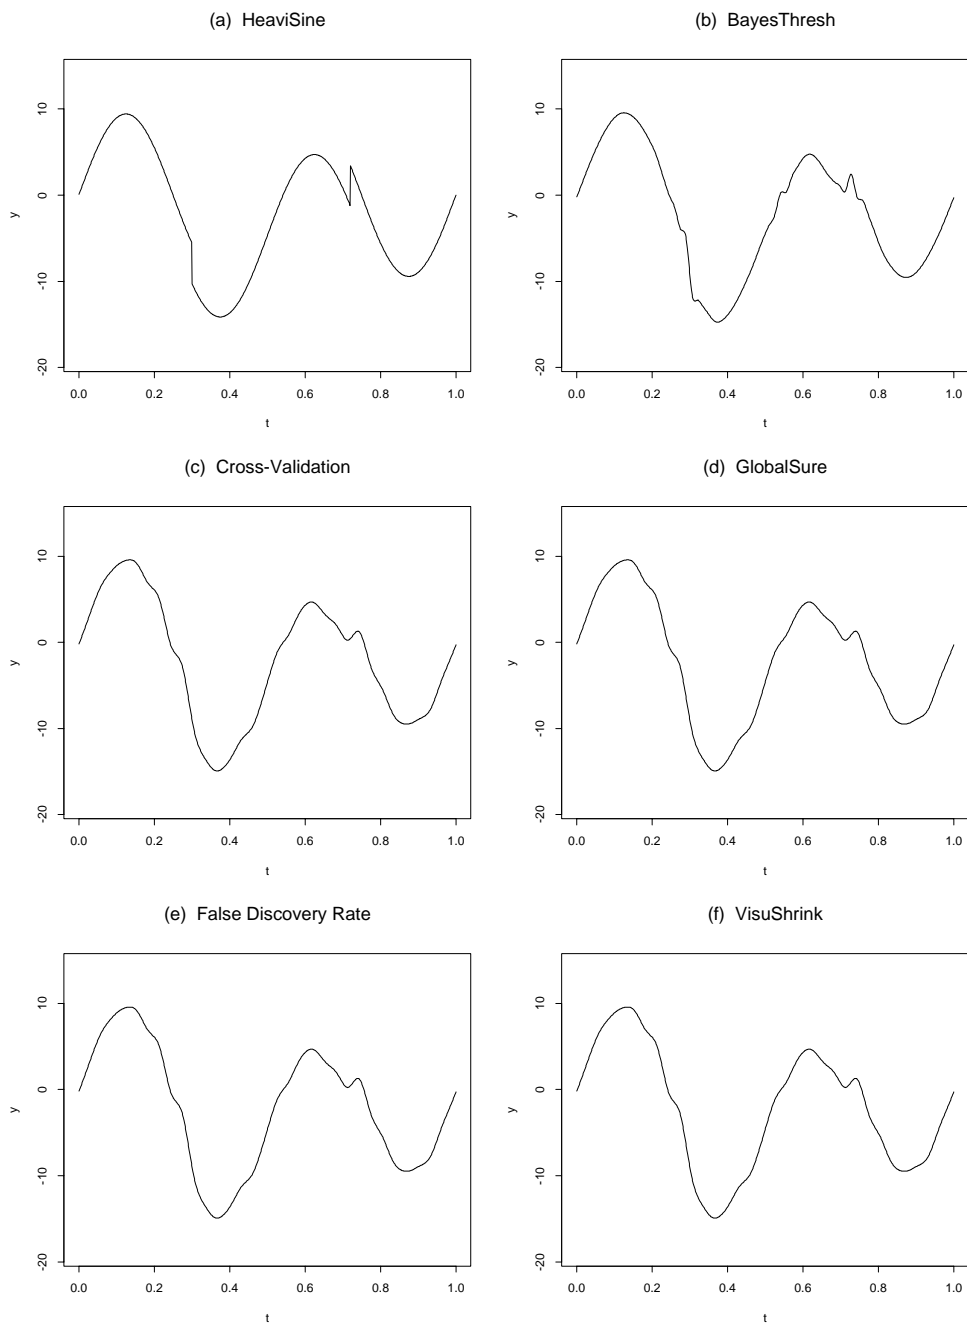 (a) HeaviSine
(b) BayesThresh
y
10
0
-10
-20
0.0 0.2 0.4 0.6 0.8 1.0
t
y
10
0
-10
-20
0.0 0.2 0.4 0.6 0.8 1.0
t
(c) Cross-Validation
(d) GlobalSure
y
10
0
-10
-20
0.0 0.2 0.4 0.6 0.8 1.0
t
y
10
0
-10
-20
0.0 0.2 0.4 0.6 0.8 1.0
t
(e) False Discovery Rate
(f) VisuShrink
y
10
0
-10
-20
0.0 0.2 0.4 0.6 0.8 1.0
t
y
10
0
-10
-20
0.0 0.2 0.4 0.6 0.8 1.0
t